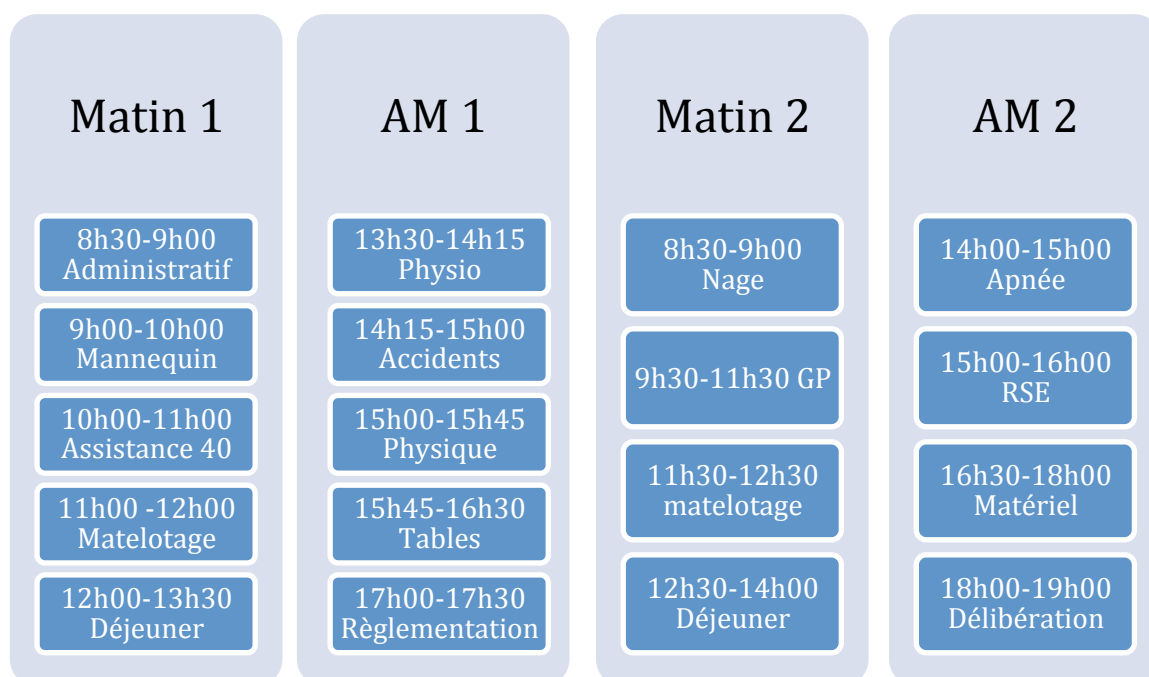 Matin 1
8h30-9h00
Administratif
9h00-10h00
Mannequin
10h00-11h00
Assistance 40
11h00 -12h00
Matelotage
12h00-13h30
Déjeuner
AM 1
13h30-14h15
Physio
14h15-15h00
Accidents
15h00-15h45
Physique
15h45-16h30
Tables
17h00-17h30
Règlementation
Matin 2
8h30-9h00
Nage
9h30-11h30 GP
11h30-12h30
matelotage
12h30-14h00
Déjeuner
AM 2
14h00-15h00
Apnée
15h00-16h00
RSE
16h30-18h00
Matériel
18h00-19h00
Délibération